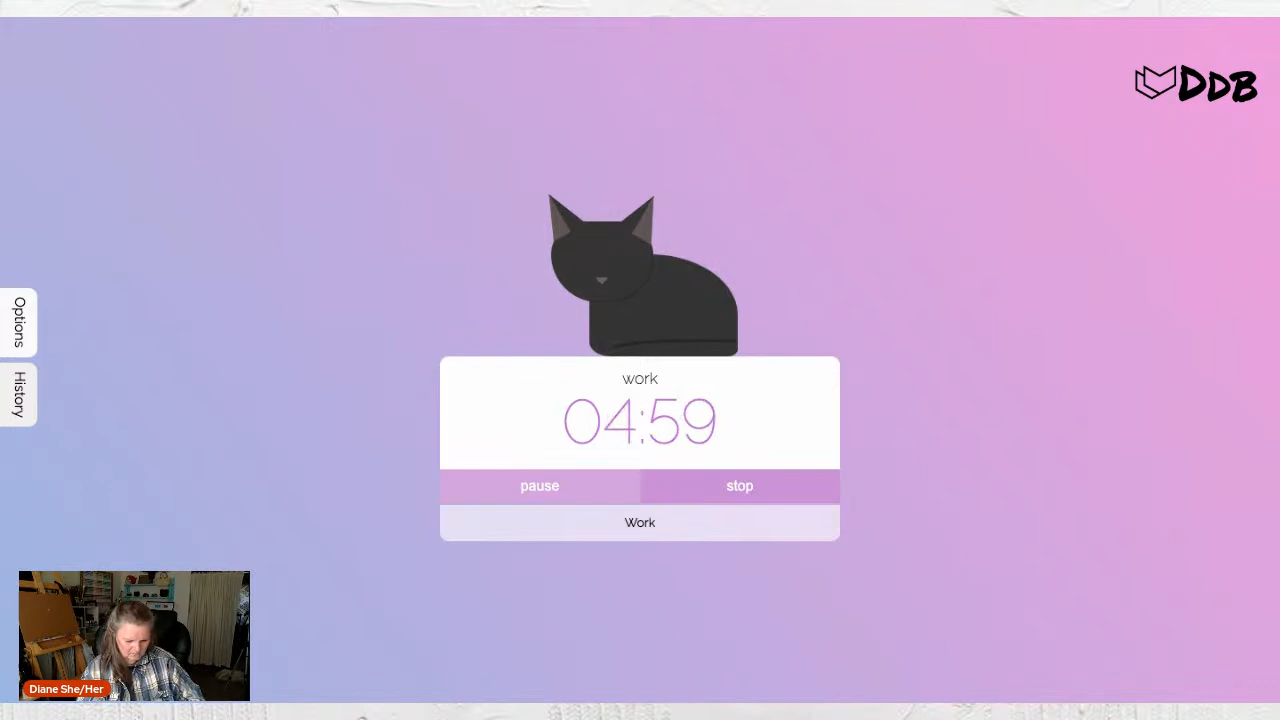 DDB
Options
History
work
04:59
pause
stop
Work
Diane She/Her